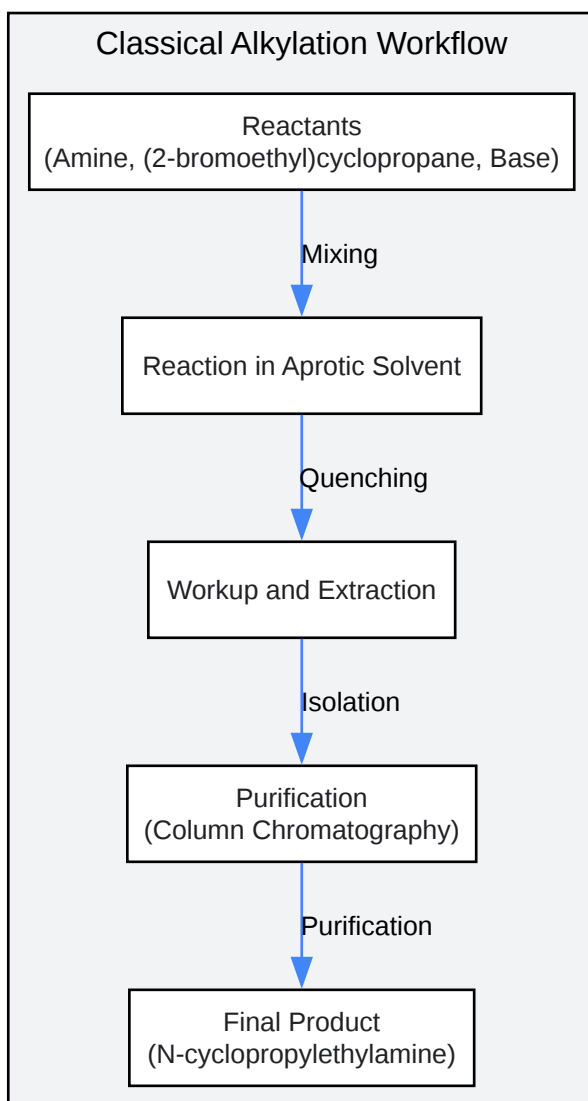 Classical Alkylation Workflow
Reactants
(Amine, (2-bromoethyl)cyclopropane, Base)
Mixing
Reaction in Aprotic Solvent
Quenching
Workup and Extraction
Isolation
Purification
(Column Chromatography)
Purification
Final Product
(N-cyclopropylethylamine)